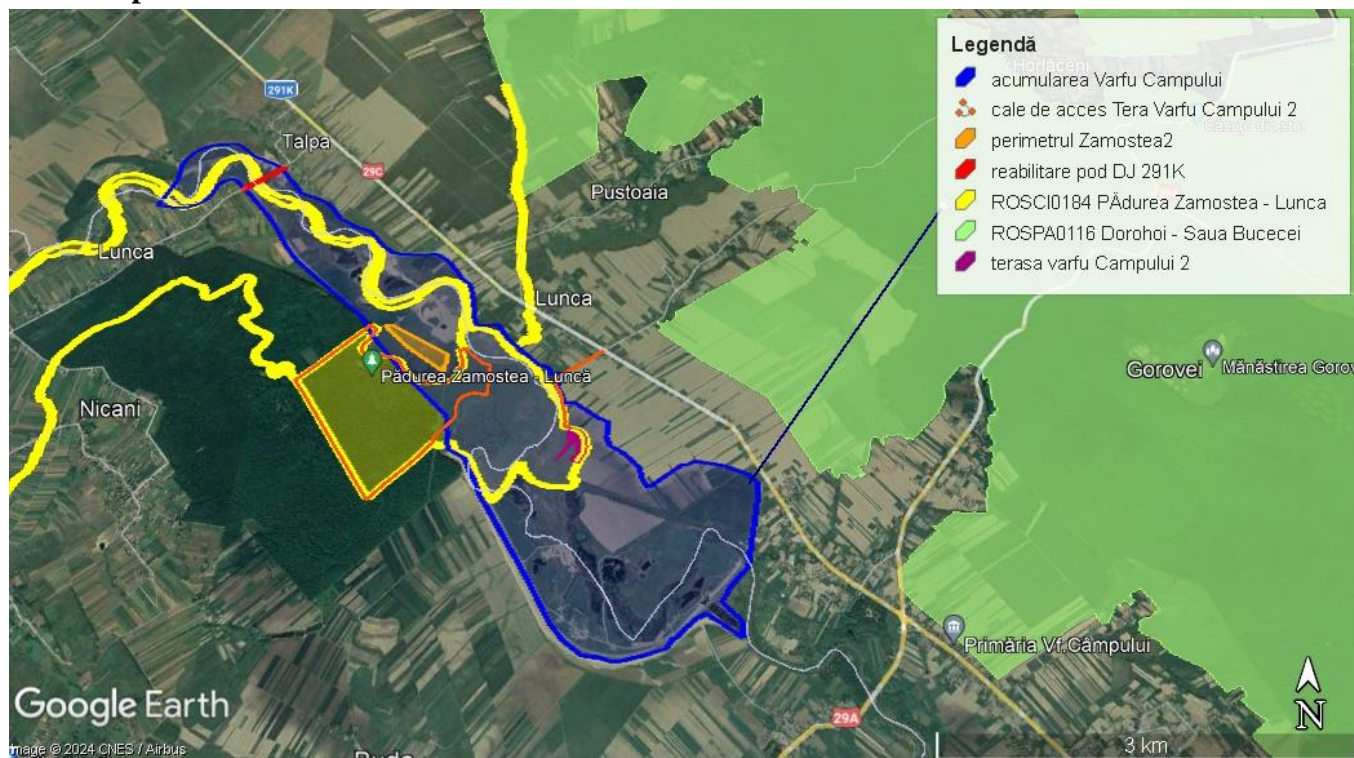 Legendă
acumularea Varfu Campului
cale de acces Tera Varfu Campului 2
perimetrul Zamostea2
reabilitare pod DJ 291K
ROSCI0184 PĂdurea Zamostea - Lunca
ROSPA0116 Dorohoi - Saua Bucecei
terasa varfu Campului 2
Horlăceni
291K
Talpa
29C
Pustoaia
Lunca
Lunca
Gorovei
Mănăstirea Gorov
Pădurea Zamostea - Luncă
Nicani
Primăria Vf.Câmpului
Google Earth
29A
N
3 km
Image © 2024 CNES / Airbus